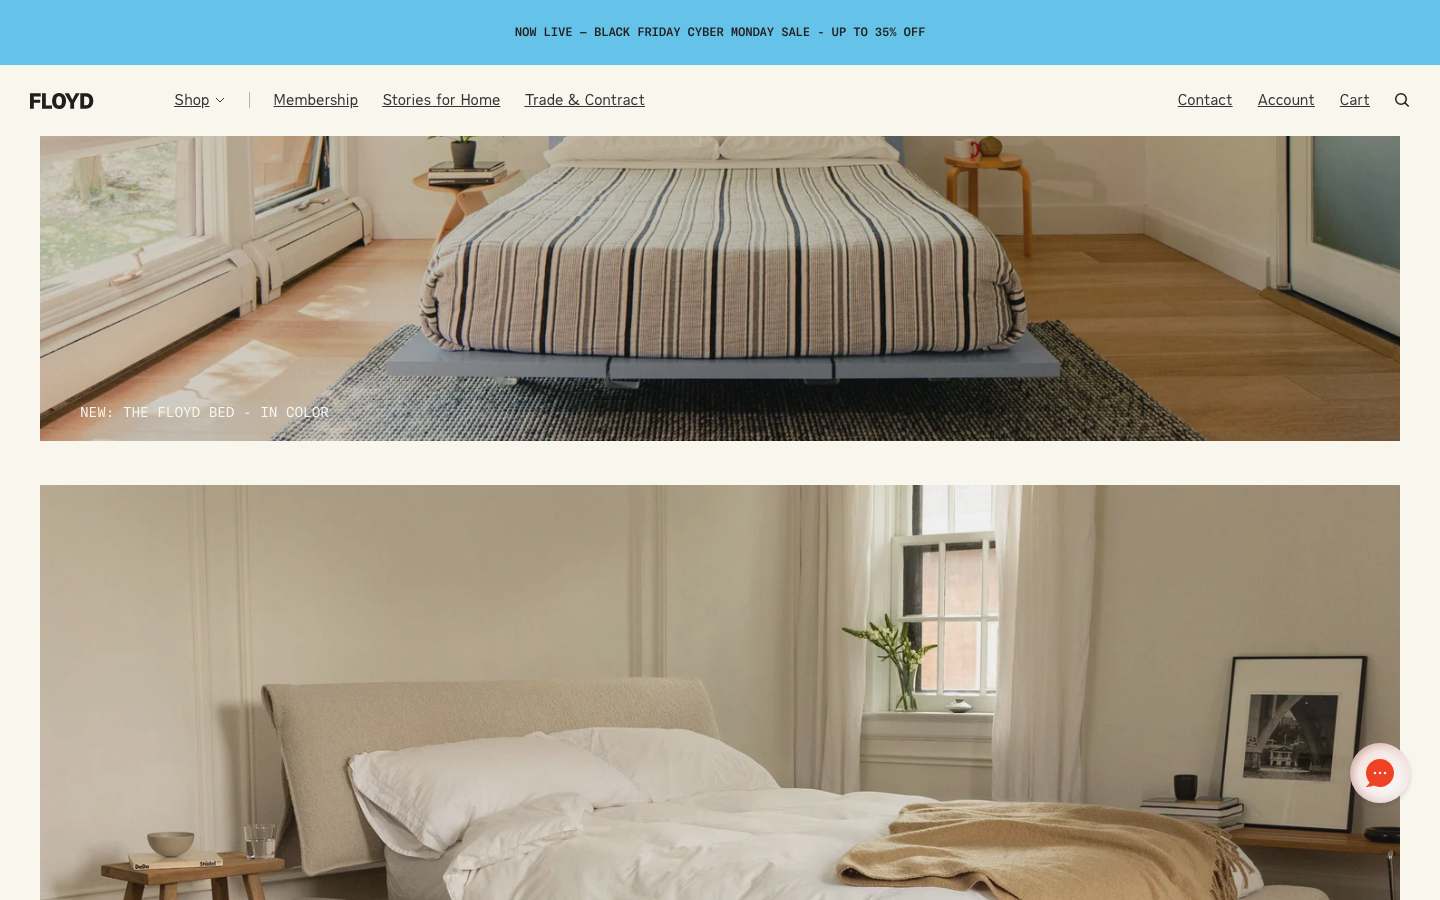 NOW LIVE — BLACK FRIDAY CYBER MONDAY SALE - UP TO 35% OFF
FLOYD
Shop
Membership
Stories for Home
Trade & Contract
Contact
Account
Cart
NEW: THE FLOYD BED - IN COLOR